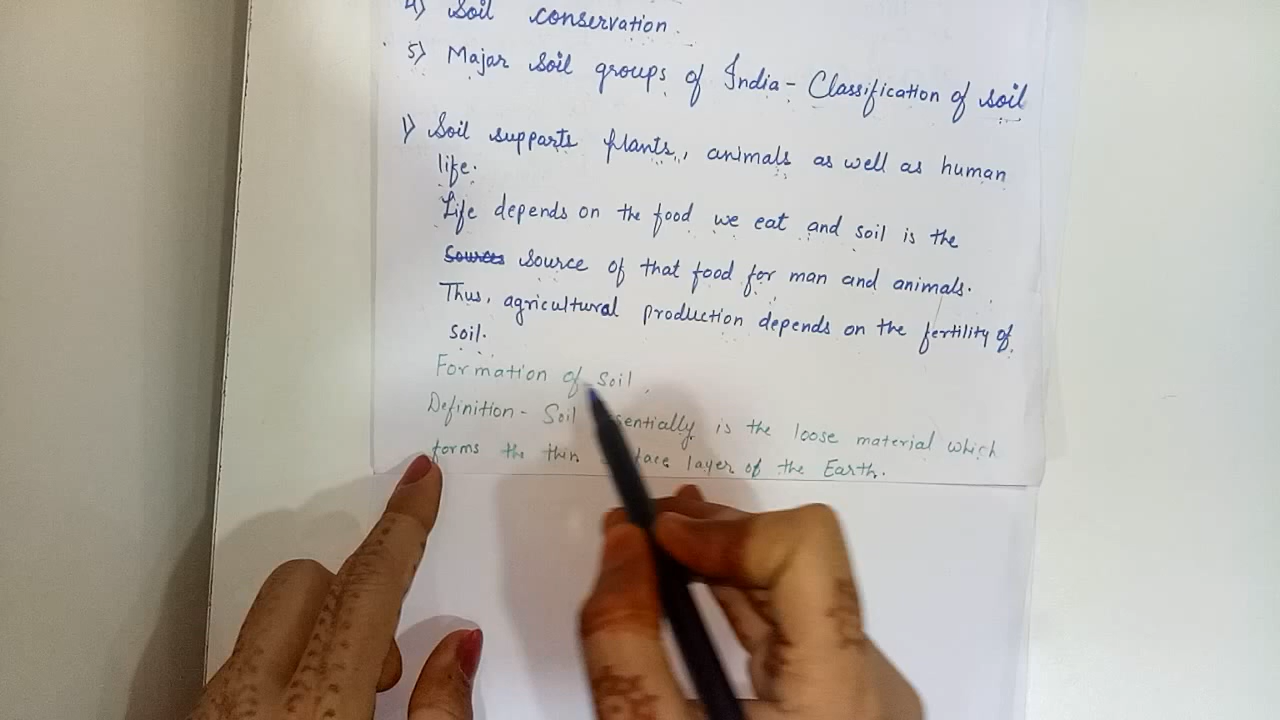 4) Soil conservation.
5) Majar soil groups of India - Classification of soil
1) Soil supports plants, animals as well as human
life.
Life depends on the food we eat and soil is the
Sources source of that food for man and animals.
Thus, agricultural production depends on the fertility of
soil.
Formation of soil
Definition - Soil sentially is the loose material which
forms the thin face layer of the Earth.